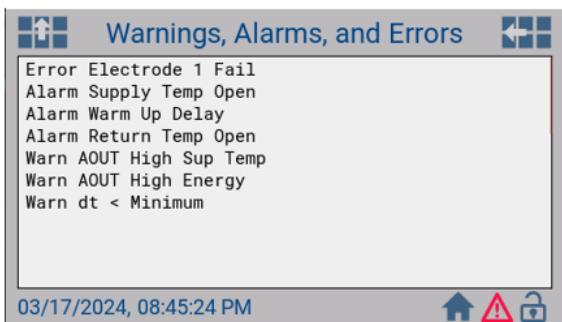 Warnings, Alarms, and Errors
Error Electrode 1 Fail
Alarm Supply Temp Open
Alarm Warm Up Delay
Alarm Return Temp Open
Warn AOUT High Sup Temp
Warn AOUT High Energy
Warn dt < Minimum
03/17/2024, 08:45:24 PM